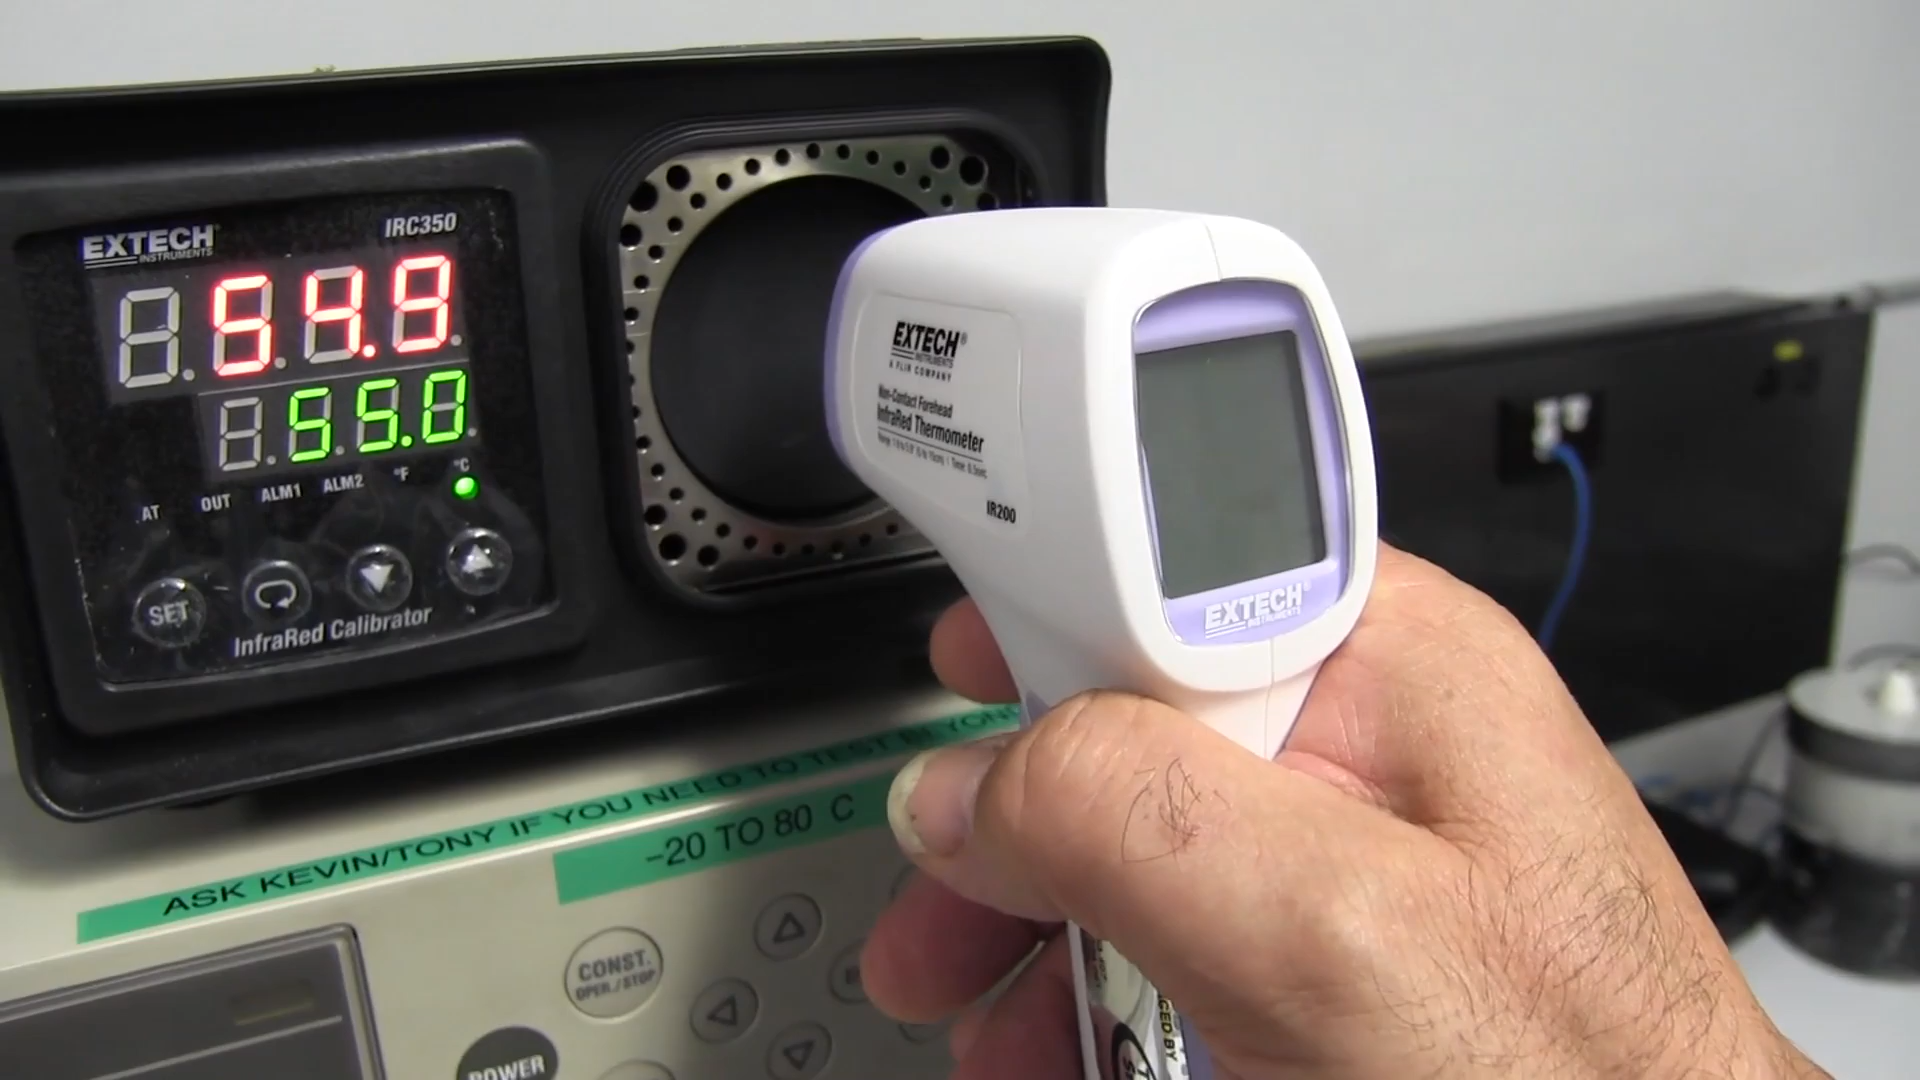 EXTECH
INSTRUMENTS
IRC350
54.9
55.0
AT OUT ALM1 ALM2 °F °C
SET
InfraRed Calibrator
EXTECH®
INSTRUMENTS
A FLIR COMPANY
Non-Contact Forehead
InfraRed Thermometer
IR200
EXTECH®
INSTRUMENTS
ASK KEVIN/TONY IF YOU NEED TO TEST BEYOND
-20 TO 80 C
CONST.
OPER./STOP
POWER
GED BY